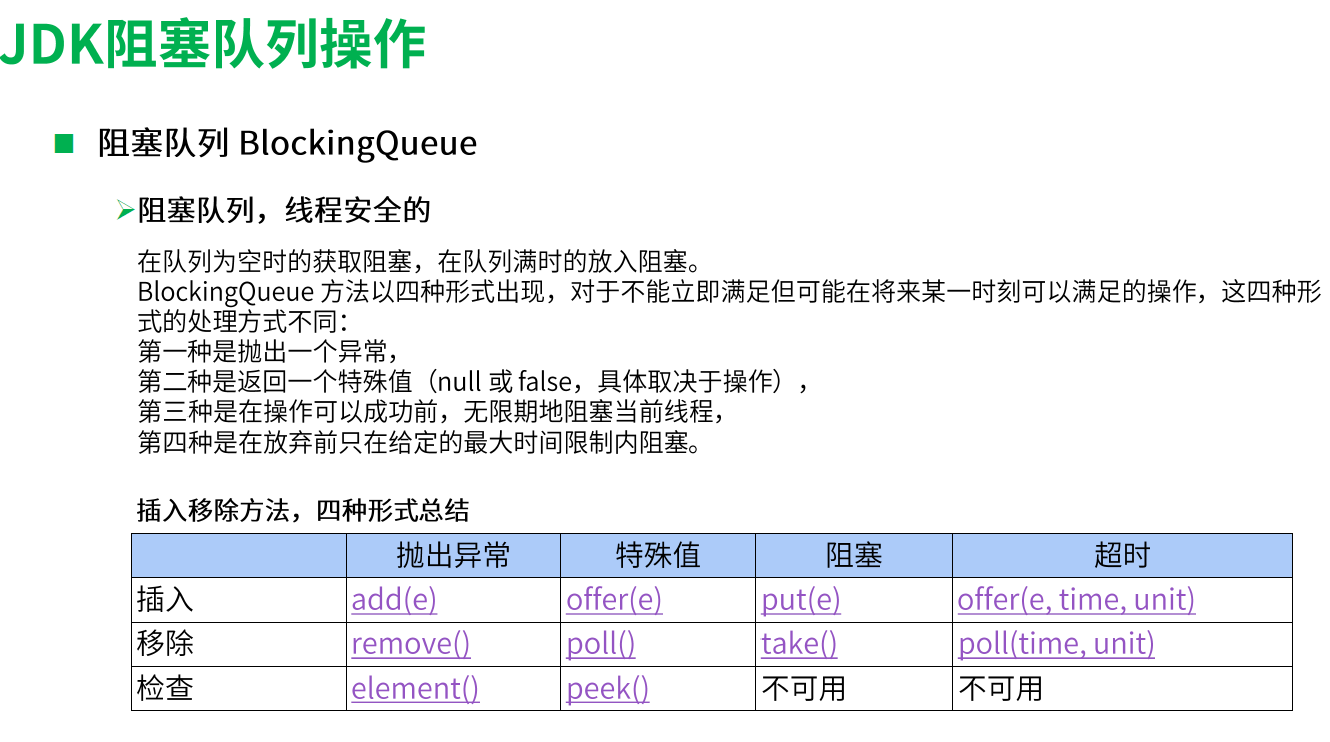 JDK阻塞队列操作
阻塞队列 BlockingQueue
阻塞队列，线程安全的
在队列为空时的获取阻塞，在队列满时的放入阻塞。
BlockingQueue 方法以四种形式出现，对于不能立即满足但可能在将来某一时刻可以满足的操作，这四种形
式的处理方式不同：
第一种是抛出一个异常，
第二种是返回一个特殊值（null 或 false，具体取决于操作），
第三种是在操作可以成功前，无限期地阻塞当前线程，
第四种是在放弃前只在给定的最大时间限制内阻塞。
插入移除方法，四种形式总结
抛出异常 特殊值 阻塞 超时
插入 add(e) offer(e) put(e) offer(e, time, unit)
移除 remove() poll() take() poll(time, unit)
检查 element() peek() 不可用 不可用